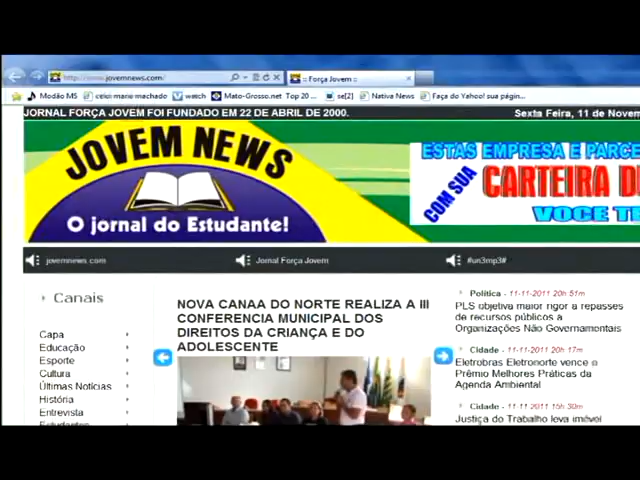 http://www.jovemnews.com/
:: Força Jovem ::
Modão MS
celio mario machado
watch
Mato-Grosso.net Top 20 ...
se[2]
Nativa News
Faça do Yahoo! sua págin...
JORNAL FORÇA JOVEM FOI FUNDADO EM 22 DE ABRIL DE 2000.
Sexta Feira, 11 de Novem
JOVEM NEWS
O jornal do Estudante!
ESTAS EMPRESA E PARCE
COM SUA
CARTEIRA D
VOCE TE
jovemnews.com
Jornal Força Jovem
#un3mp3#
Canais
Capa
Educação
Esporte
Cultura
Últimas Notícias
História
Entrevista
Estudantes
NOVA CANAA DO NORTE REALIZA A III
CONFERENCIA MUNICIPAL DOS
DIREITOS DA CRIANÇA E DO
ADOLESCENTE
Política - 11-11-2011 20h 51m
PLS objetiva maior rigor a repasses
de recursos públicos a
Organizações Não Governamentais
Cidade - 11-11-2011 20h 17m
Eletrobras Eletronorte vence o
Prêmio Melhores Práticas da
Agenda Ambiental
Cidade - 11-11-2011 15h 30m
Justiça do Trabalho leva imóvel